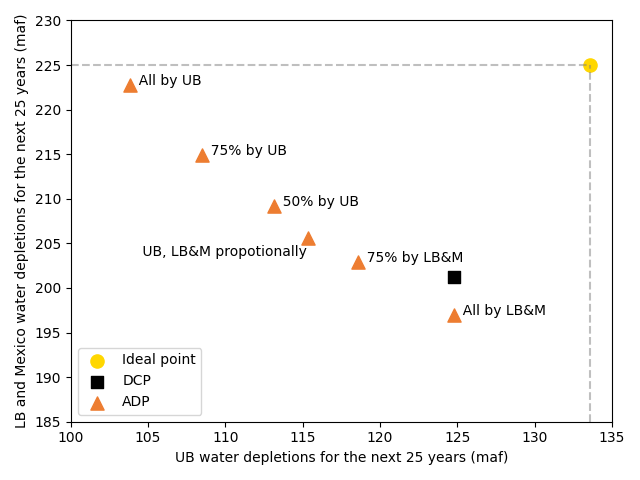 LB and Mexico water depletions for the next 25 years (maf)
230
225
220
215
210
205
200
195
190
185
All by UB
75% by UB
50% by UB
UB, LB&M propotionally
75% by LB&M
All by LB&M
Ideal point
DCP
ADP
100 105 110 115 120 125 130 135
UB water depletions for the next 25 years (maf)